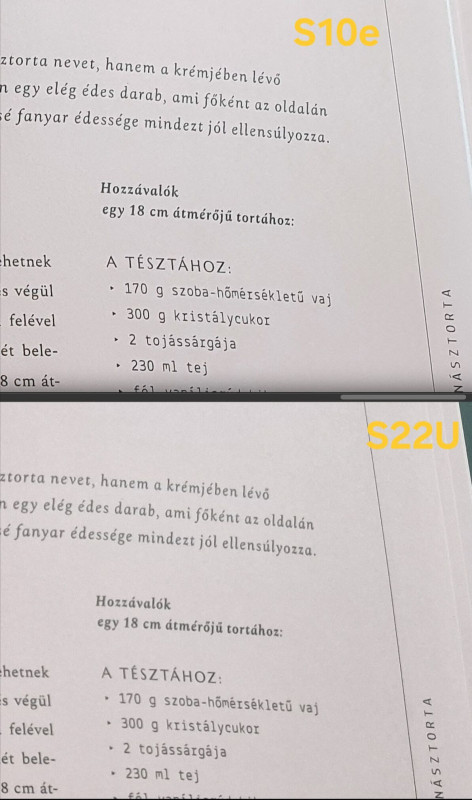 S10e
ztorta nevet, hanem a krémjében lévő
n egy elég édes darab, ami főként az oldalán
sé fanyar édessége mindezt jól ellensúlyozza.
Hozzávalók
egy 18 cm átmérőjű tortához:
ehetnek
s végül
felével
ét bele-
8 cm át-
A TÉSZTÁHOZ:
• 170 g szoba-hőmérsékletű vaj
• 300 g kristálycukor
• 2 tojássárgája
• 230 ml tej
NÁSZTORTA
S22U
ztorta nevet, hanem a krémjében lévő
n egy elég édes darab, ami főként az oldalán
sé fanyar édessége mindezt jól ellensúlyozza.
Hozzávalók
egy 18 cm átmérőjű tortához:
ehetnek
s végül
felével
ét bele-
8 cm át-
A TÉSZTÁHOZ:
• 170 g szoba-hőmérsékletű vaj
• 300 g kristálycukor
• 2 tojássárgája
• 230 ml tej
NÁSZTORTA